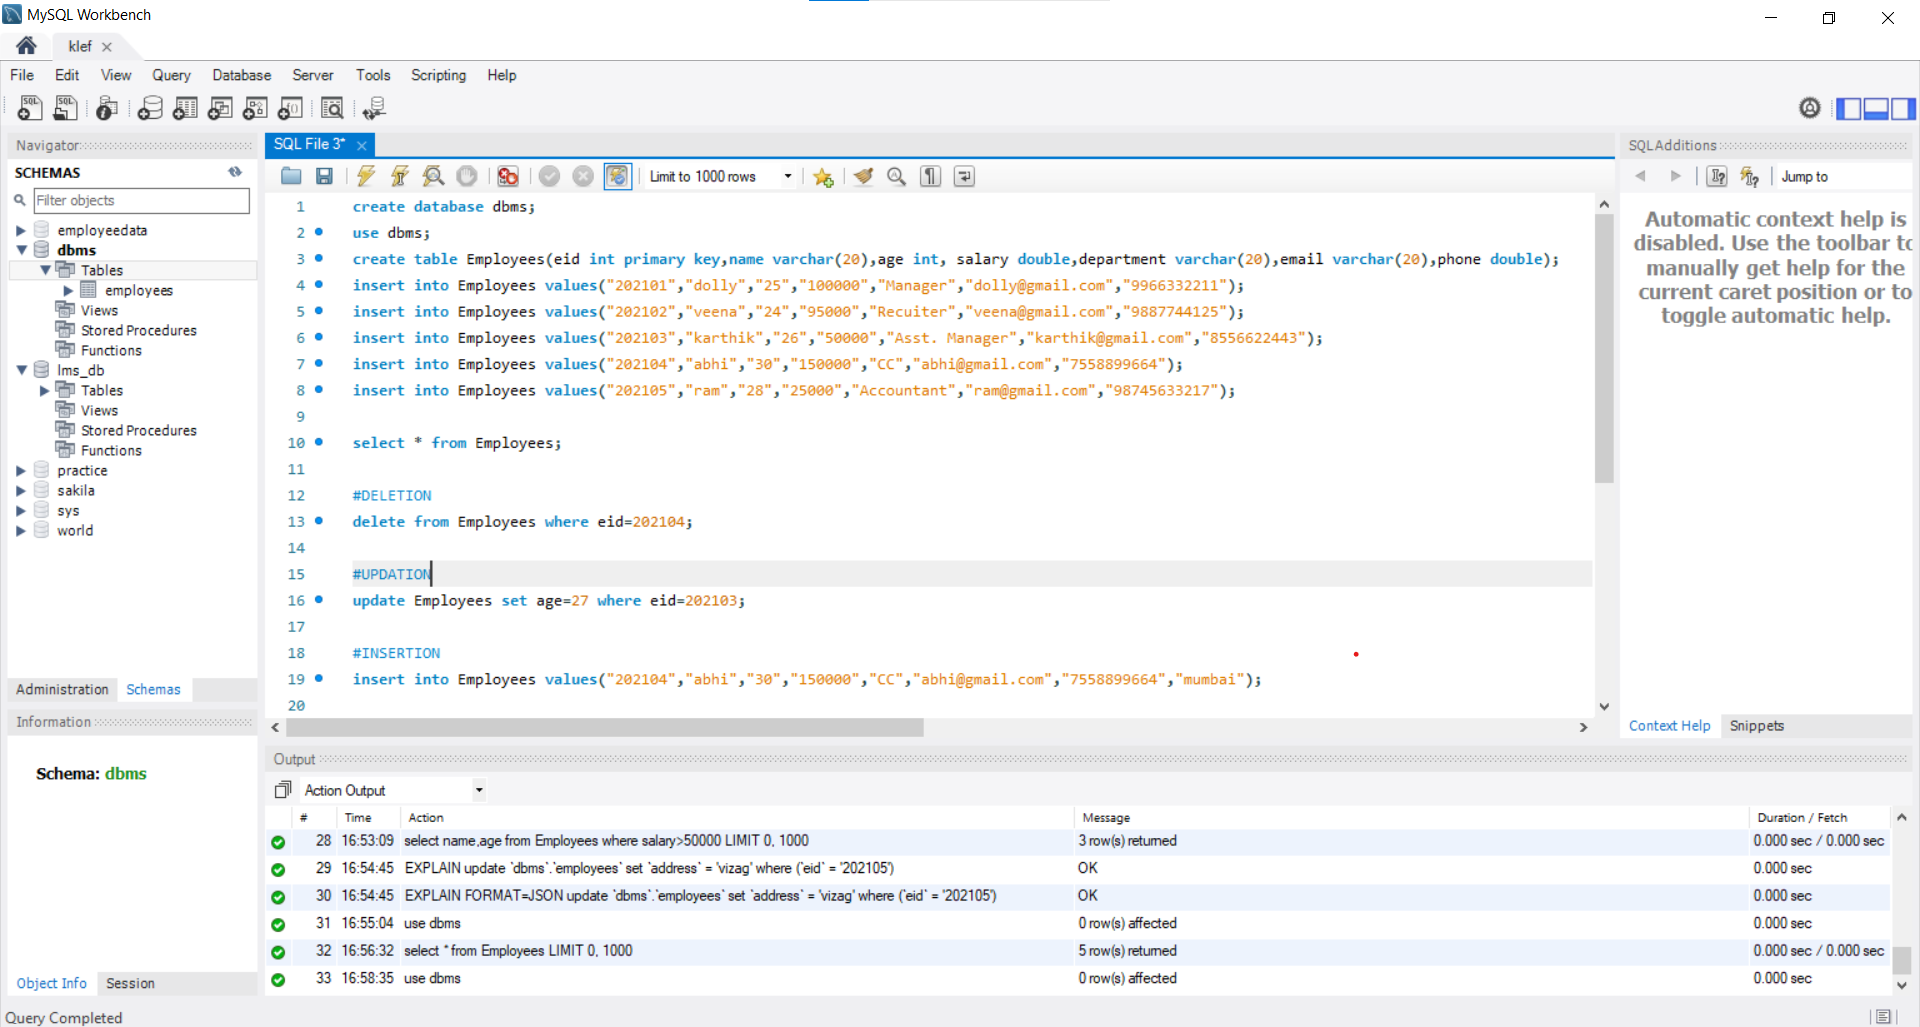 MySQL Workbench
klef
File Edit View Query Database Server Tools Scripting Help
Navigator
SCHEMAS
Filter objects
employeedata
dbms
Tables
employees
Views
Stored Procedures
Functions
lms_db
Tables
Views
Stored Procedures
Functions
practice
sakila
sys
world
Administration Schemas
Information
Schema: dbms
Object Info Session
Query Completed
SQL File 3*
Limit to 1000 rows
1 create database dbms;
2 use dbms;
3 create table Employees(eid int primary key,name varchar(20),age int, salary double,department varchar(20),email varchar(20),phone double);
4 insert into Employees values("202101","dolly","25","100000","Manager","dolly@gmail.com","9966332211");
5 insert into Employees values("202102","veena","24","95000","Recuiter","veena@gmail.com","9887744125");
6 insert into Employees values("202103","karthik","26","50000","Asst. Manager","karthik@gmail.com","8556622443");
7 insert into Employees values("202104","abhi","30","150000","CC","abhi@gmail.com","7558899664");
8 insert into Employees values("202105","ram","28","25000","Accountant","ram@gmail.com","98745633217");
9
10 select * from Employees;
11
12 #DELETION
13 delete from Employees where eid=202104;
14
15 #UPDATION
16 update Employees set age=27 where eid=202103;
17
18 #INSERTION
19 insert into Employees values("202104","abhi","30","150000","CC","abhi@gmail.com","7558899664","mumbai");
20
SQLAdditions
Jump to
Automatic context help is
disabled. Use the toolbar to
manually get help for the
current caret position or to
toggle automatic help.
Context Help Snippets
Output
Action Output
# Time Action Message Duration / Fetch
28 16:53:09 select name,age from Employees where salary>50000 LIMIT 0, 1000 3 row(s) returned 0.000 sec / 0.000 sec
29 16:54:45 EXPLAIN update `dbms`.`employees` set `address` = 'vizag' where (`eid` = '202105') OK 0.000 sec
30 16:54:45 EXPLAIN FORMAT=JSON update `dbms`.`employees` set `address` = 'vizag' where (`eid` = '202105') OK 0.000 sec
31 16:55:04 use dbms 0 row(s) affected 0.000 sec
32 16:56:32 select * from Employees LIMIT 0, 1000 5 row(s) returned 0.000 sec / 0.000 sec
33 16:58:35 use dbms 0 row(s) affected 0.000 sec